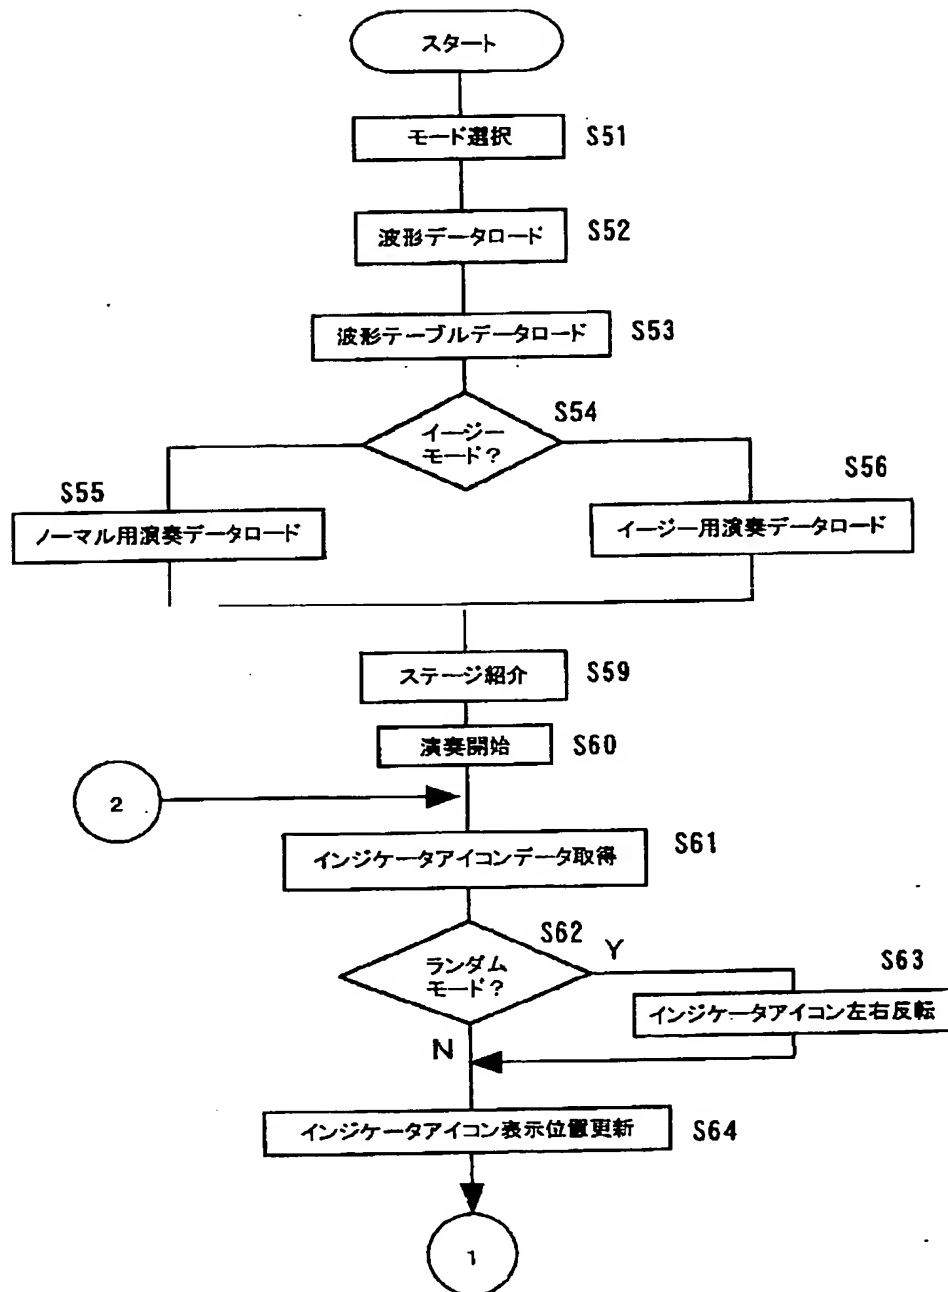 スタート
モード選択 S51
波形データロード S52
波形テーブルデータロード S53
イージー
モード? S54
S55
ノーマル用演奏データロード
S56
イージー用演奏データロード
ステージ紹介 S59
演奏開始 S60
2
インジケータアイコンデータ取得 S61
S62
ランダム
モード?
Y
N
S63
インジケータアイコン左右反転
インジケータアイコン表示位置更新 S64
1